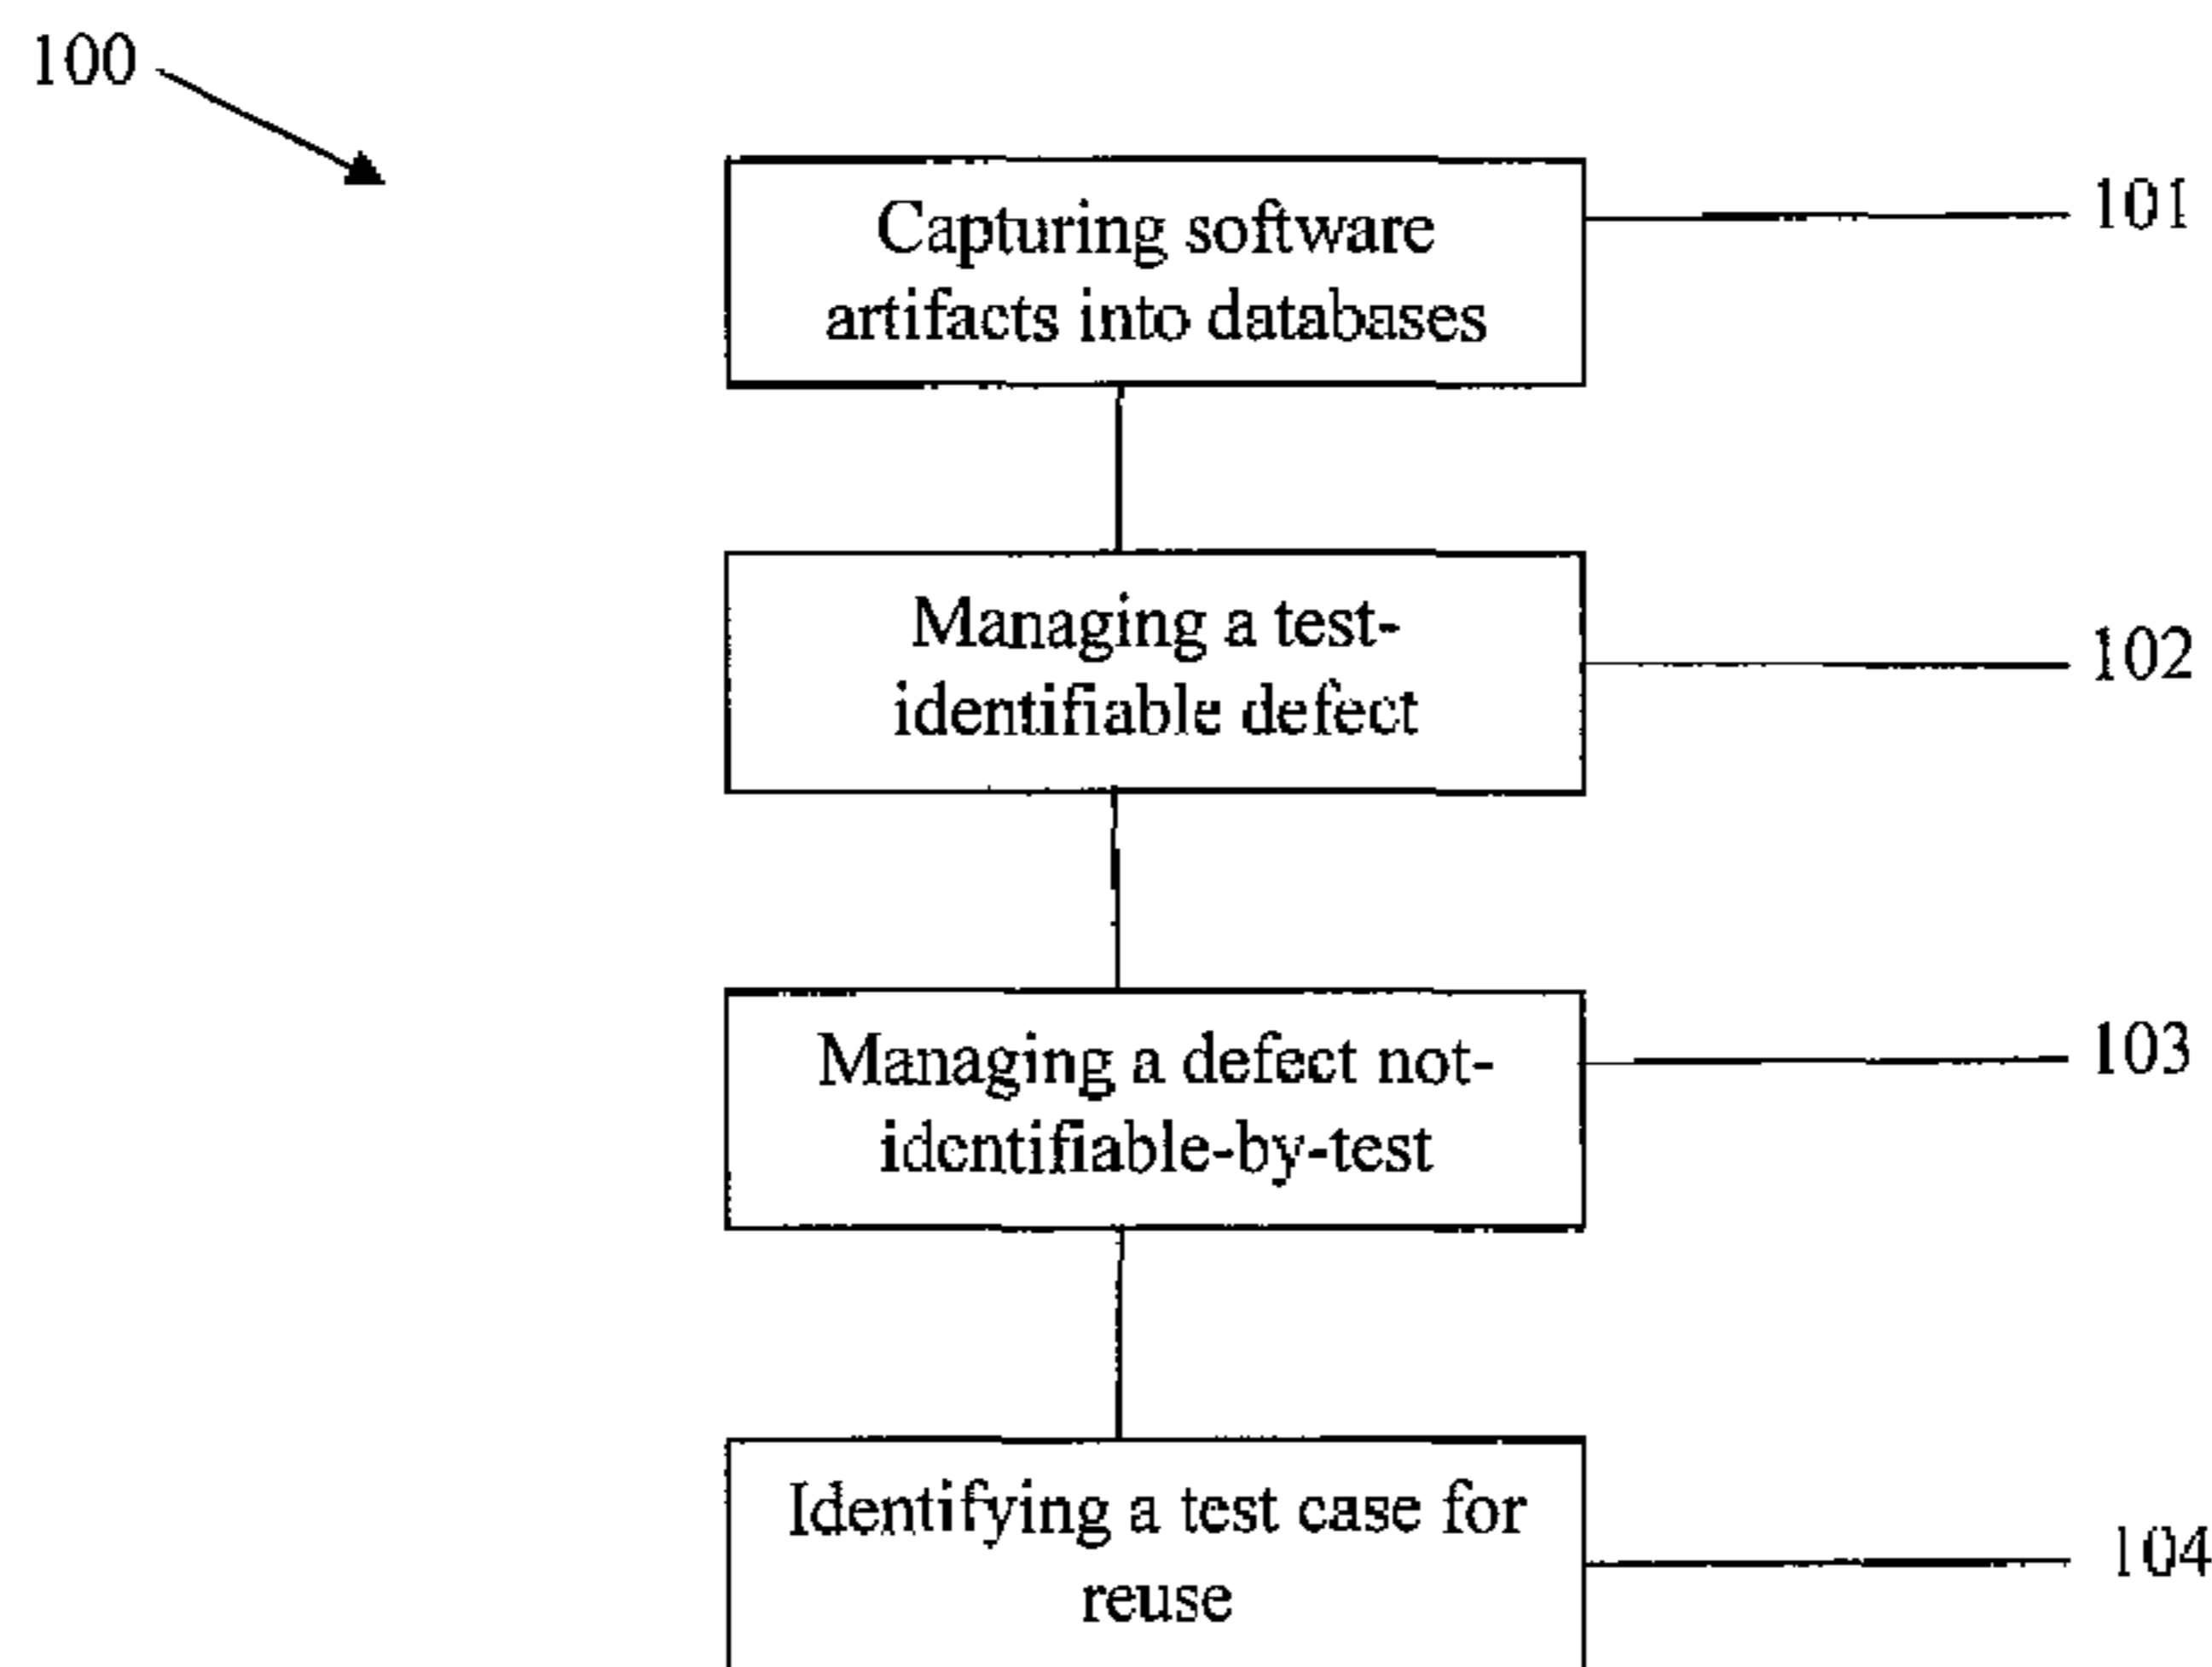 100
Capturing software
artifacts into databases
101
Managing a test-
identifiable defect
102
Managing a defect not-
identifiable-by-test
103
Identifying a test case for
reuse
104